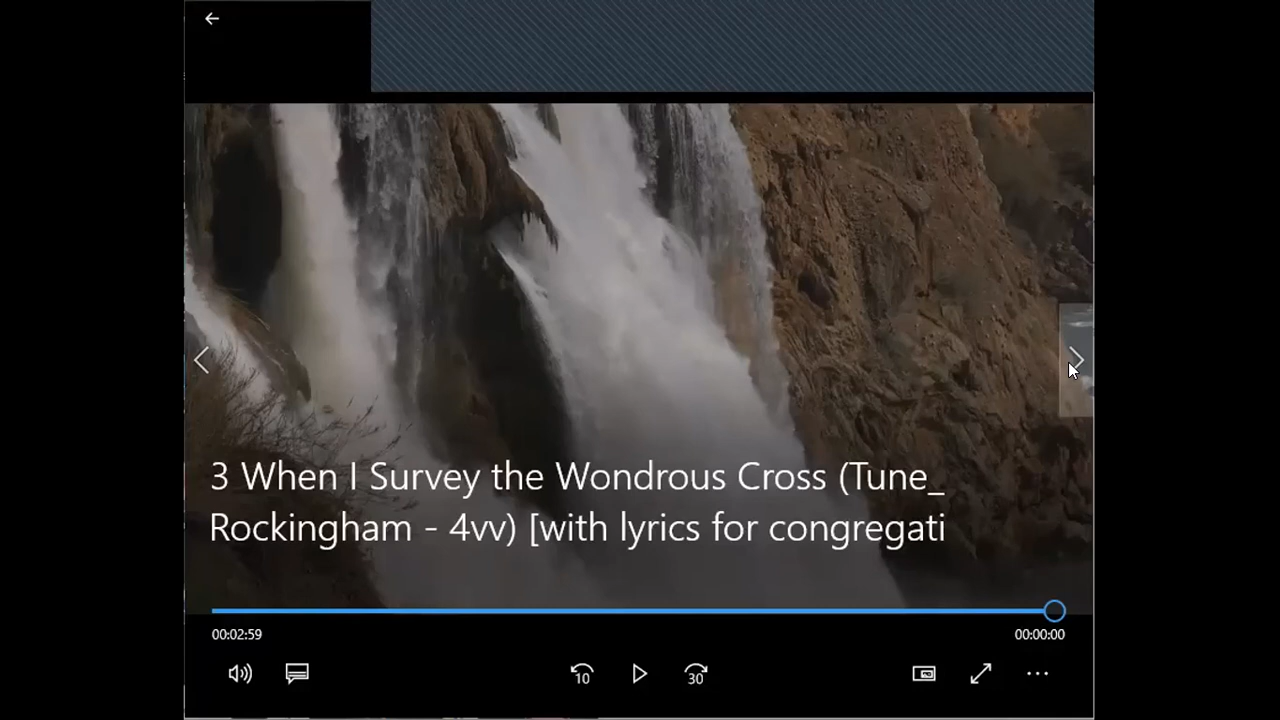 3 When I Survey the Wondrous Cross (Tune_
Rockingham - 4vv) [with lyrics for congregati
00:02:59
00:00:00
10
30